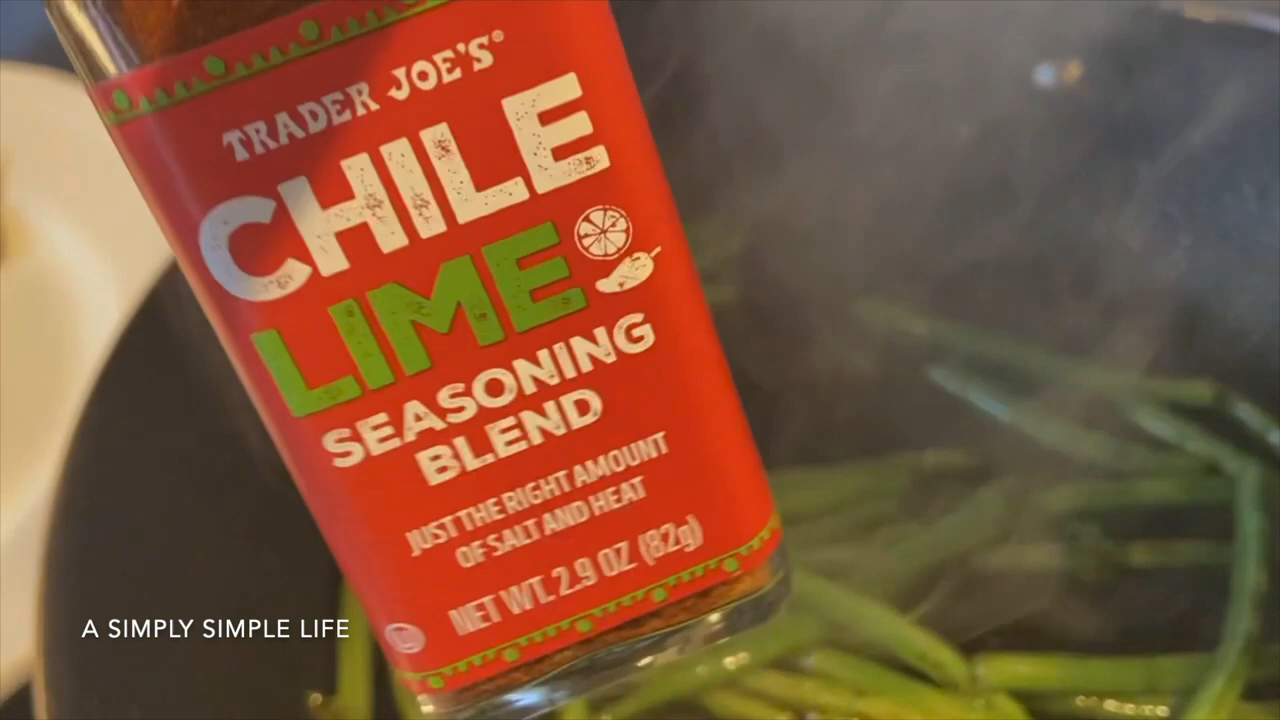 TRADER JOE'S®
CHILE
LIME
SEASONING
BLEND
JUST THE RIGHT AMOUNT
OF SALT AND HEAT
NET WT. 2.9 OZ (82g)
A SIMPLY SIMPLE LIFE